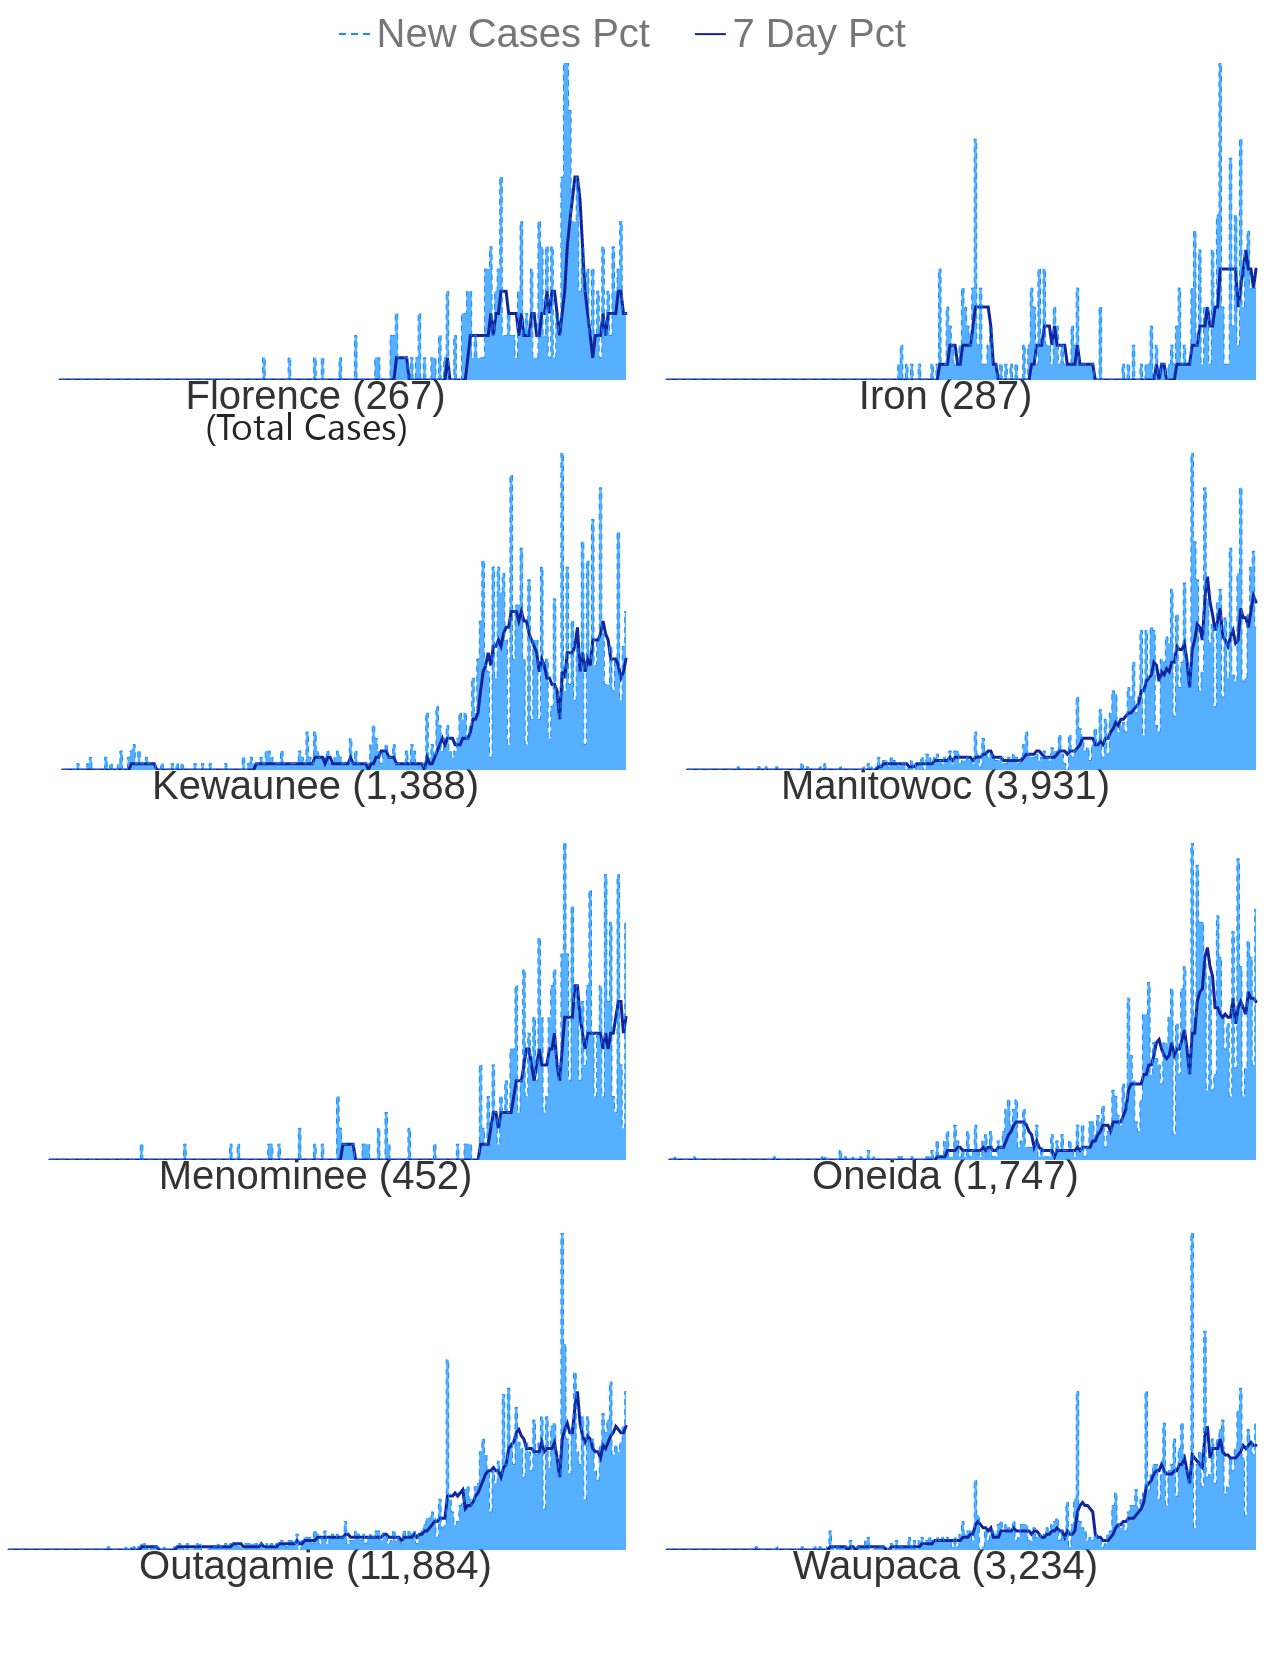 New Cases Pct 7 Day Pct
Florence (267) Iron (287)
(Total Cases)
Kewaunee (1,388) Manitowoc (3,931)
Menominee (452) Oneida (1,747)
Outagamie (11,884) Waupaca (3,234)